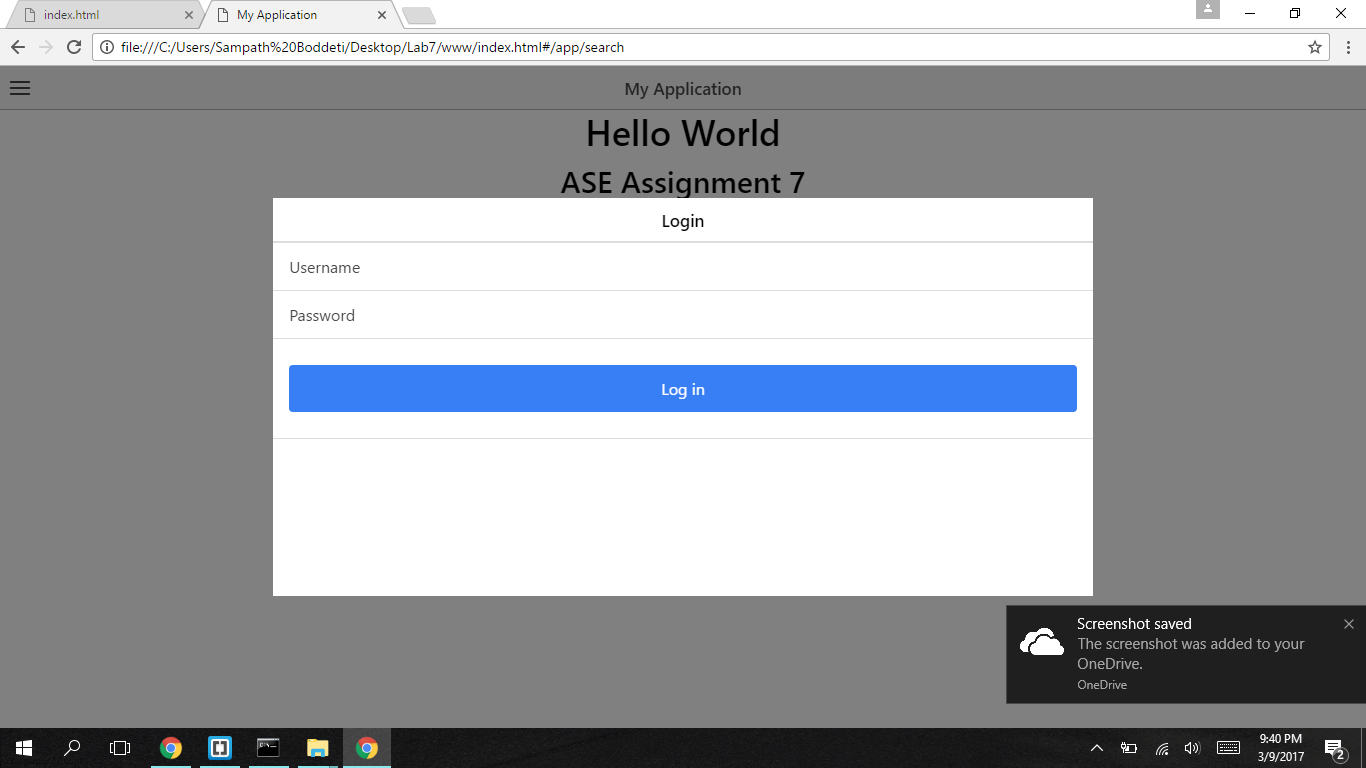 index.html
My Application
file:///C:/Users/Sampath%20Boddeti/Desktop/Lab7/www/index.html#/app/search
My Application
Hello World
ASE Assignment 7
Login
Username
Password
Log in
Screenshot saved
The screenshot was added to your
OneDrive.
OneDrive
9:40 PM
3/9/2017
2